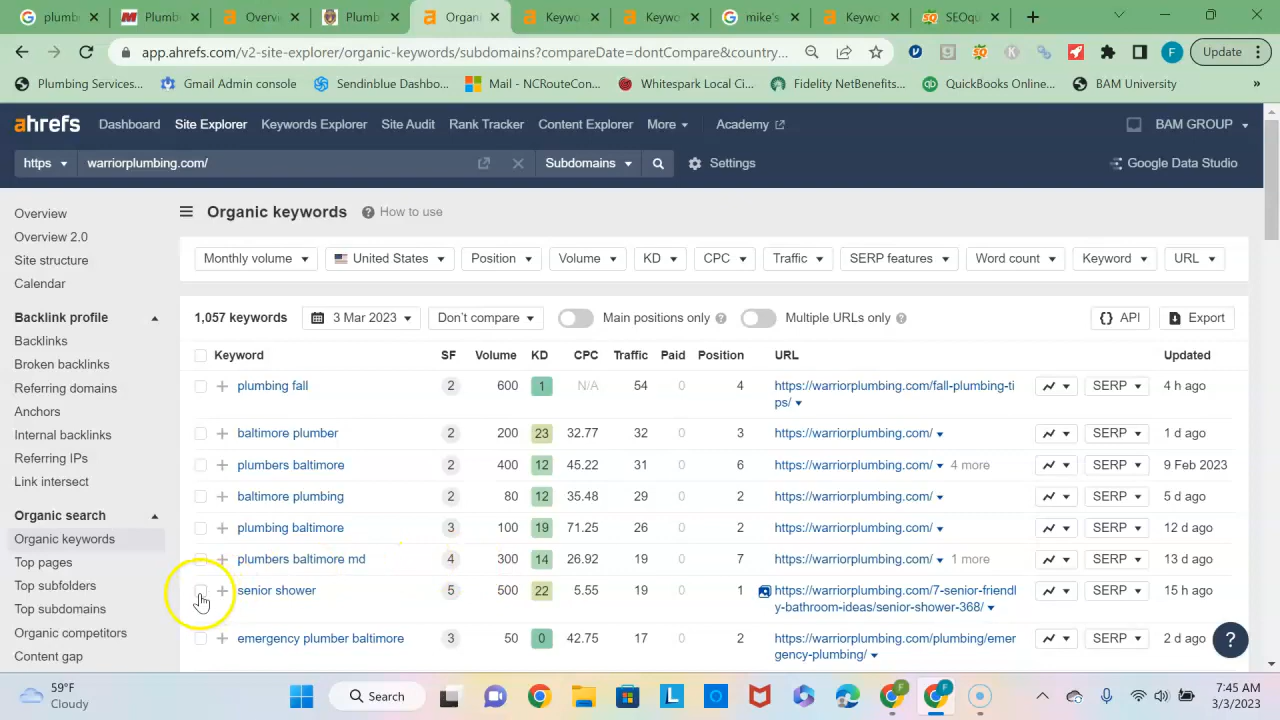 plumbi
Plumb
Overvi
Plumb
Organ
Keywo
Keywo
mike's
Keywo
SEOqu
app.ahrefs.com/v2-site-explorer/organic-keywords/subdomains?compareDate=dontCompare&country...
Update
Plumbing Services...
Gmail Admin console
Sendinblue Dashbo...
Mail - NCRouteCon...
Whitespark Local Ci...
Fidelity NetBenefits...
QuickBooks Online...
BAM University
»
ahrefs
Dashboard
Site Explorer
Keywords Explorer
Site Audit
Rank Tracker
Content Explorer
More
Academy
BAM GROUP
https
warriorplumbing.com/
Subdomains
Settings
Google Data Studio
Overview
Overview 2.0
Site structure
Calendar
Backlink profile
Backlinks
Broken backlinks
Referring domains
Anchors
Internal backlinks
Referring IPs
Link intersect
Organic search
Organic keywords
Top pages
Top subfolders
Top subdomains
Organic competitors
Content gap
Organic keywords
How to use
Monthly volume
United States
Position
Volume
KD
CPC
Traffic
SERP features
Word count
Keyword
URL
1,057 keywords
3 Mar 2023
Don't compare
Main positions only
Multiple URLs only
API
Export
Keyword SF Volume KD CPC Traffic Paid Position URL Updated
plumbing fall 2 600 1 N/A 54 0 4 https://warriorplumbing.com/fall-plumbing-ti SERP 4 h ago
ps/
baltimore plumber 2 200 23 32.77 32 0 3 https://warriorplumbing.com/ SERP 1 d ago
plumbers baltimore 2 400 12 45.22 31 0 6 https://warriorplumbing.com/ 4 more SERP 9 Feb 2023
baltimore plumbing 2 80 12 35.48 29 0 2 https://warriorplumbing.com/ SERP 5 d ago
plumbing baltimore 3 100 19 71.25 26 0 2 https://warriorplumbing.com/ SERP 12 d ago
plumbers baltimore md 4 300 14 26.92 19 0 7 https://warriorplumbing.com/ 1 more SERP 13 d ago
senior shower 5 500 22 5.55 19 0 1 https://warriorplumbing.com/7-senior-friendl SERP 15 h ago
y-bathroom-ideas/senior-shower-368/
emergency plumber baltimore 3 50 0 42.75 17 0 2 https://warriorplumbing.com/plumbing/emer SERP 2 d ago
gency-plumbing/
?
59°F
Cloudy
Search
7:45 AM
3/3/2023